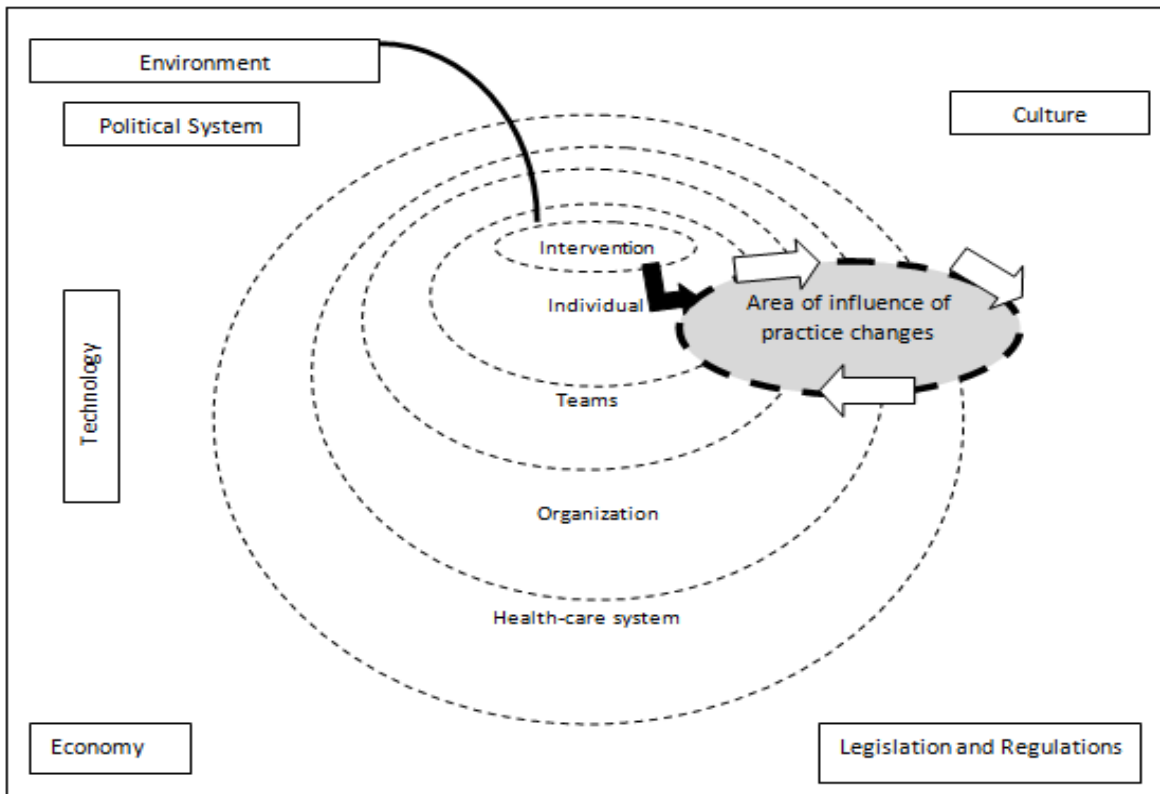 Environment
Political System
Culture
Intervention
Individual
Area of influence of
practice changes
Technology
Teams
Organization
Health-care system
Economy
Legislation and Regulations